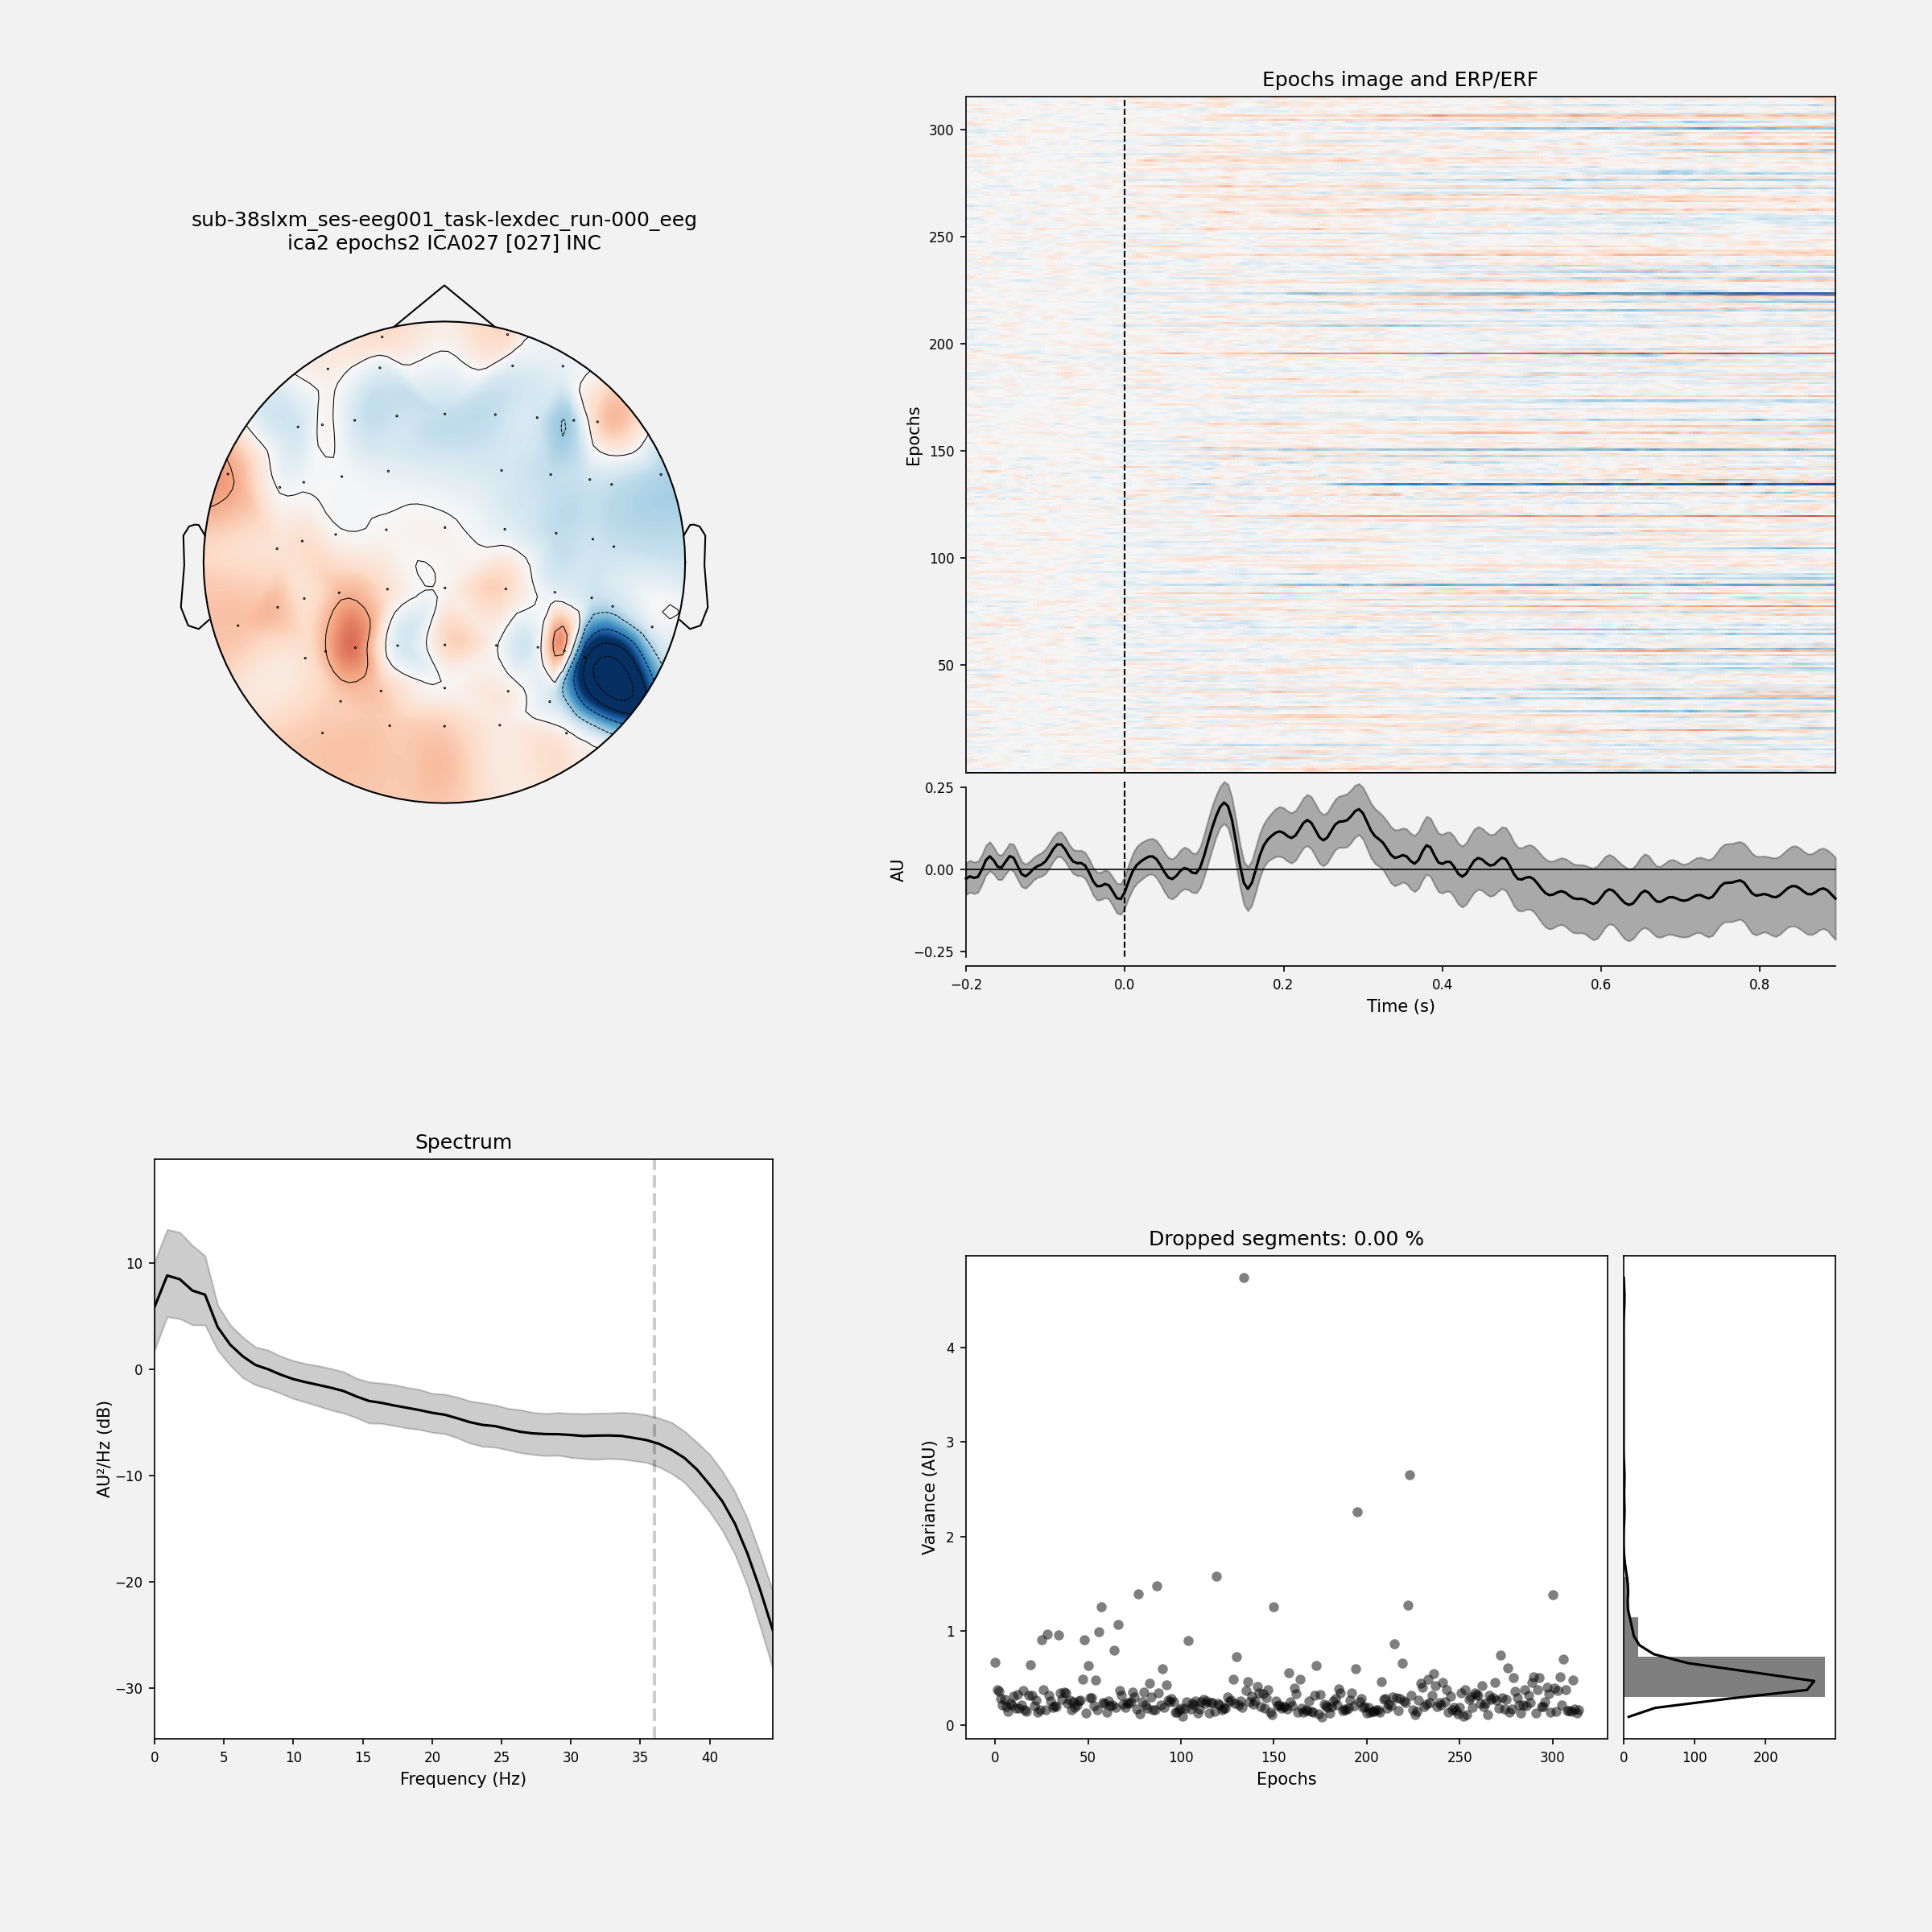 sub-38slxm_ses-eeg001_task-lexdec_run-000_eeg
ica2 epochs2 ICA027 [027] INC
Epochs image and ERP/ERF
300
250
200
150
100
50
Epochs
0.25
0.00
−0.25
AU
−0.2 0.0 0.2 0.4 0.6 0.8
Time (s)
Spectrum
10
0
−10
−20
−30
AU²/Hz (dB)
0 5 10 15 20 25 30 35 40
Frequency (Hz)
Dropped segments: 0.00 %
4
3
2
1
0
Variance (AU)
0 50 100 150 200 250 300
Epochs
0 100 200